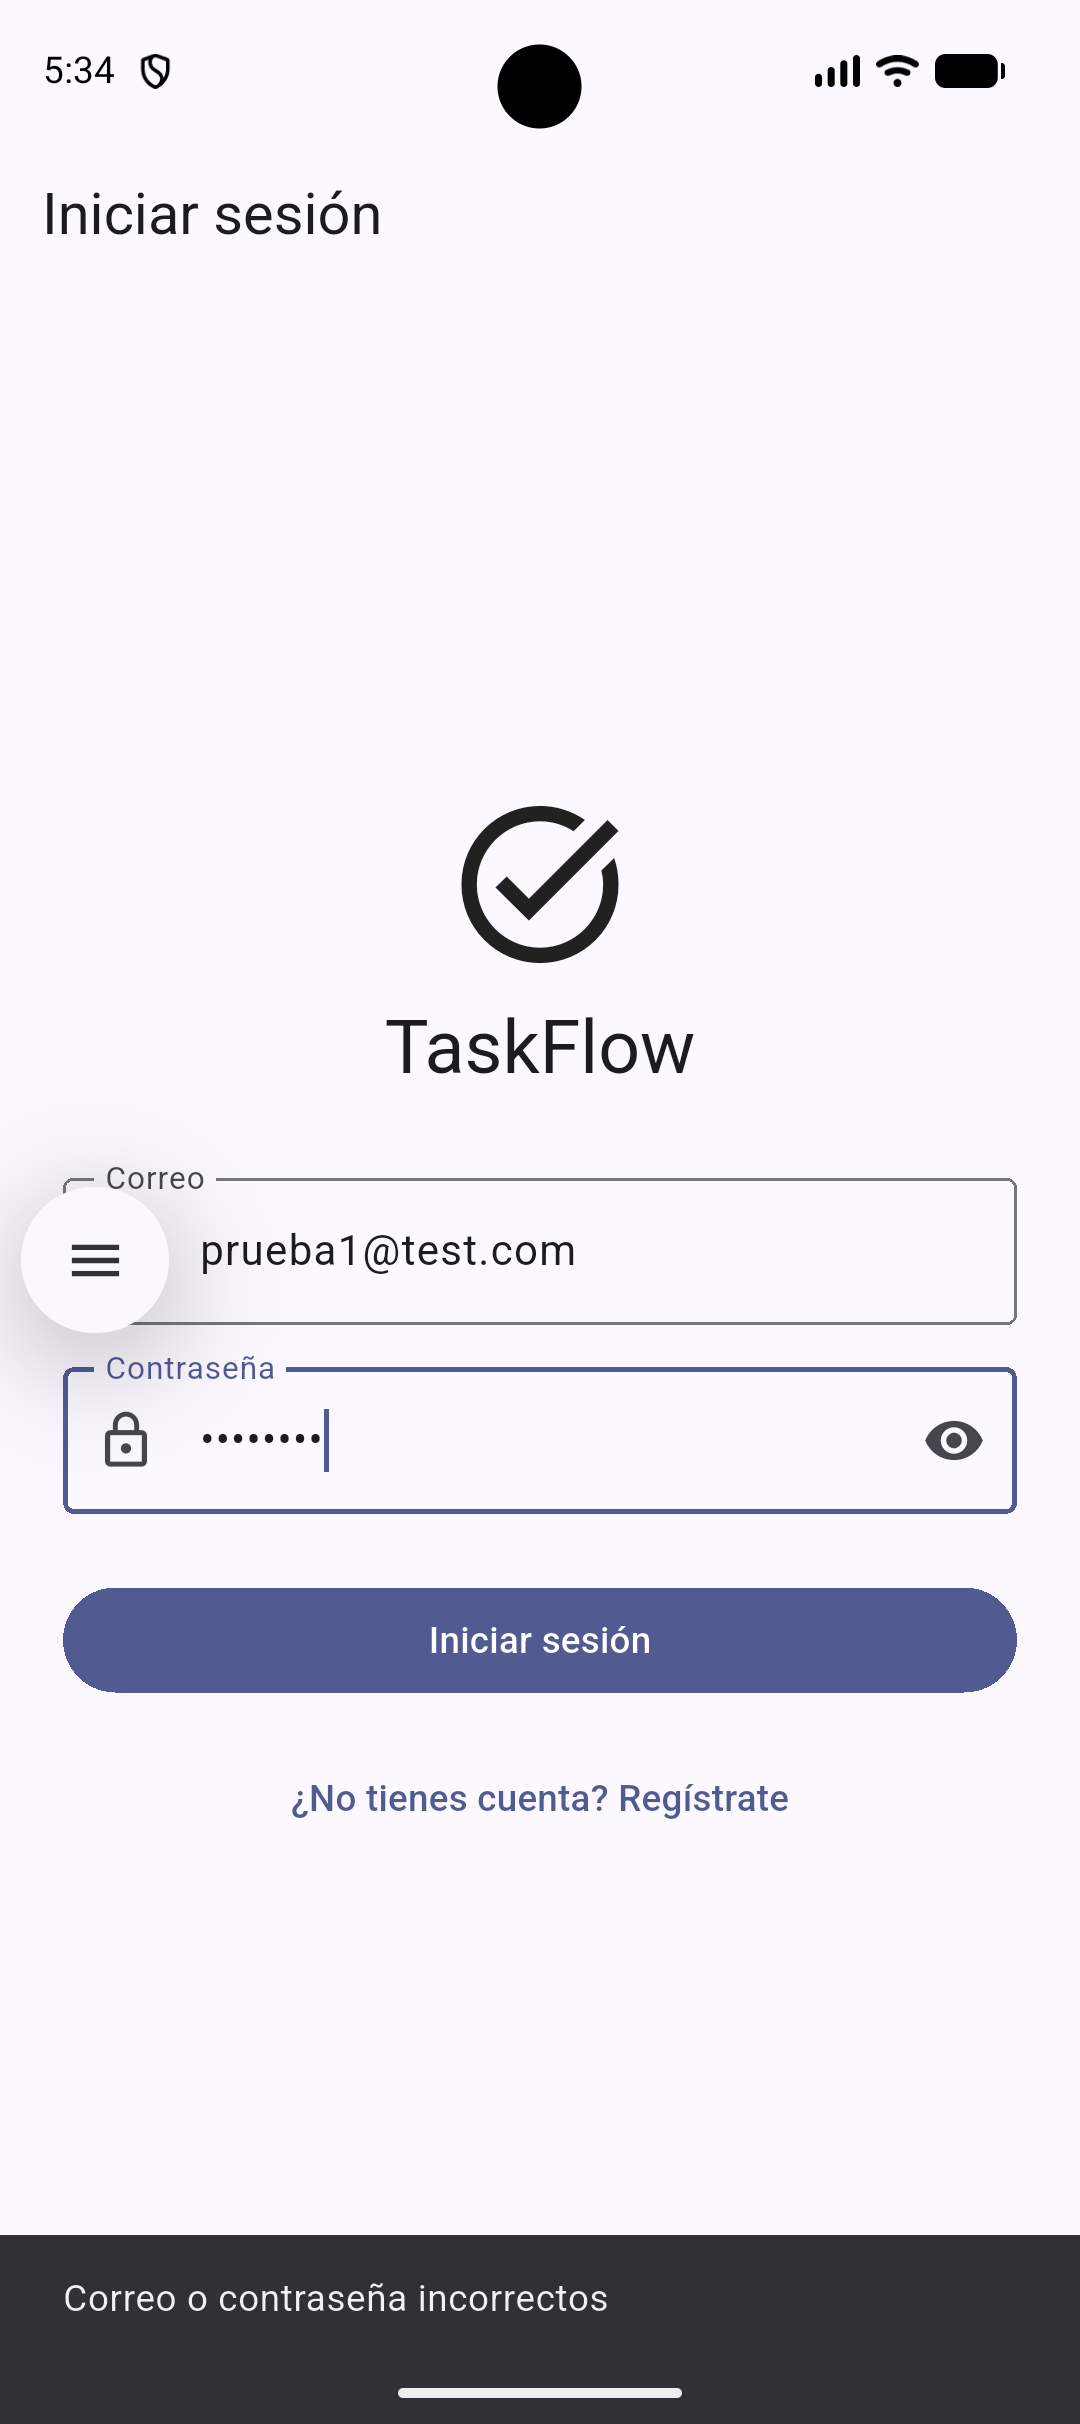 5:34
Iniciar sesión
TaskFlow
Correo
prueba1@test.com
Contraseña
••••••••
Iniciar sesión
¿No tienes cuenta? Regístrate
Correo o contraseña incorrectos